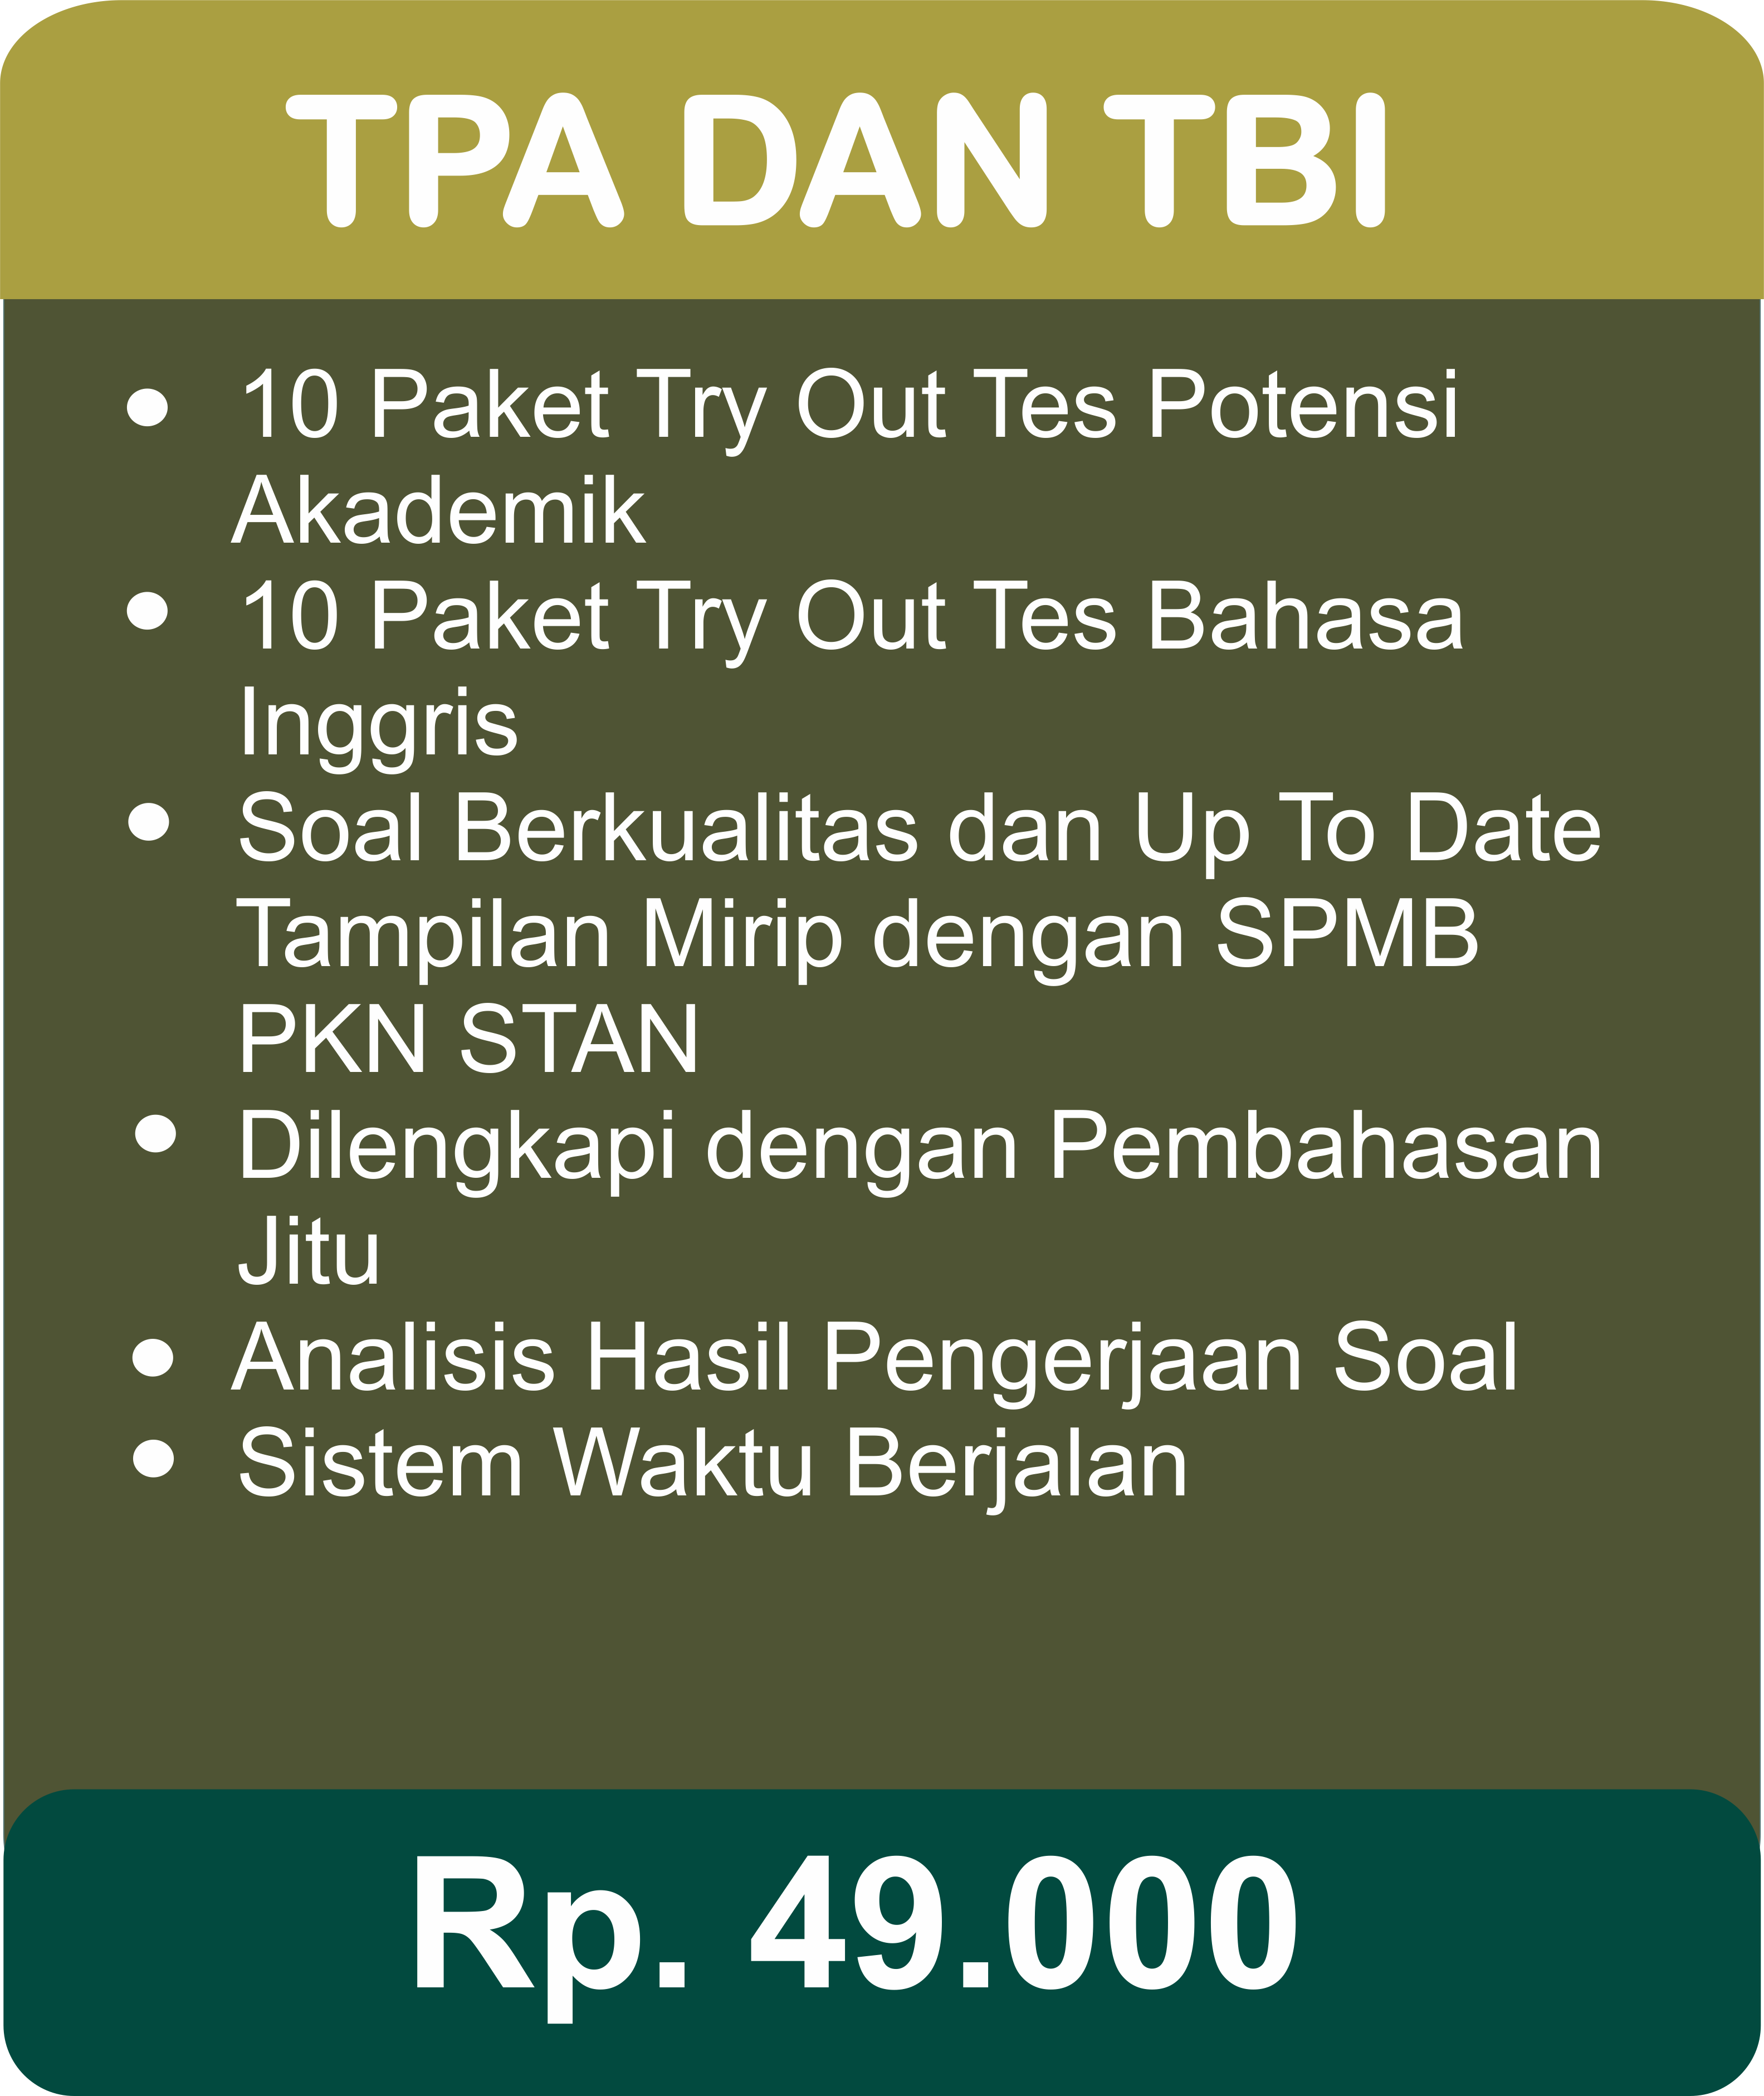 TPA DAN TBI
• 10 Paket Try Out Tes Potensi
Akademik
• 10 Paket Try Out Tes Bahasa
Inggris
• Soal Berkualitas dan Up To Date
Tampilan Mirip dengan SPMB
PKN STAN
• Dilengkapi dengan Pembahasan
Jitu
• Analisis Hasil Pengerjaan Soal
• Sistem Waktu Berjalan
Rp. 49.000